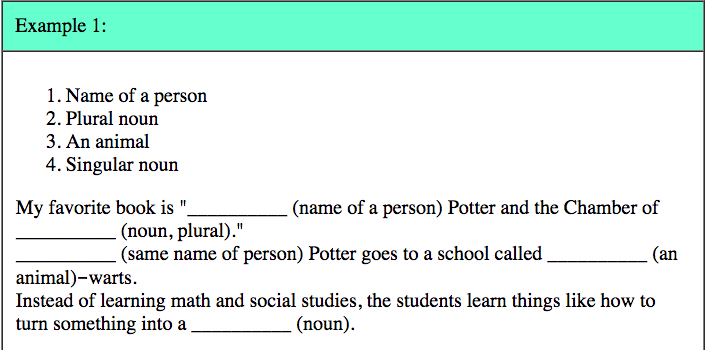 Example 1:
1. Name of a person
2. Plural noun
3. An animal
4. Singular noun
My favorite book is "__________ (name of a person) Potter and the Chamber of
__________ (noun, plural)."
__________ (same name of person) Potter goes to a school called __________ (an
animal)–warts.
Instead of learning math and social studies, the students learn things like how to
turn something into a __________ (noun).